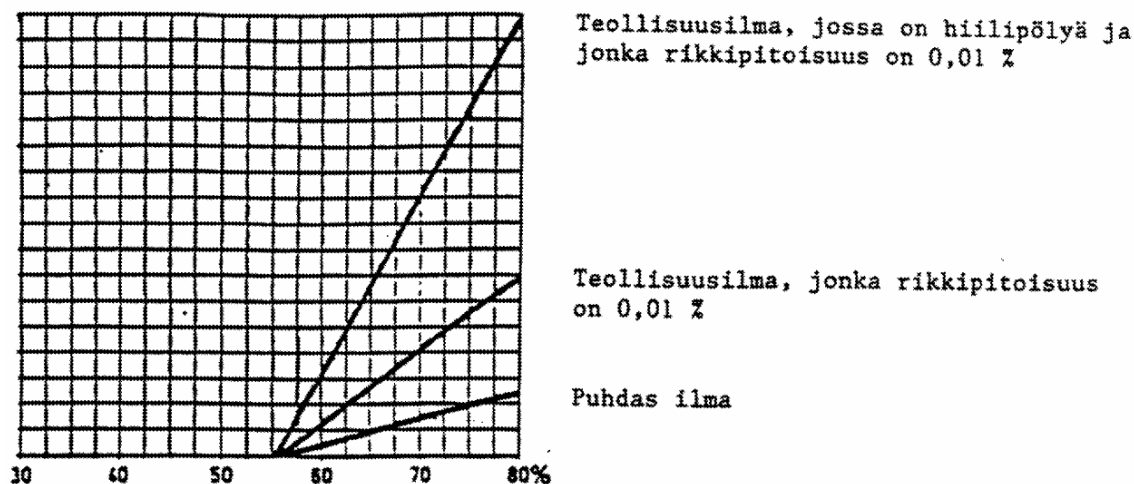 Teollisuusilma, jossa on hiilipölyä ja
jonka rikkipitoisuus on 0,01 %
Teollisuusilma, jonka rikkipitoisuus
on 0,01 %
Puhdas ilma
30 40 50 60 70 80%